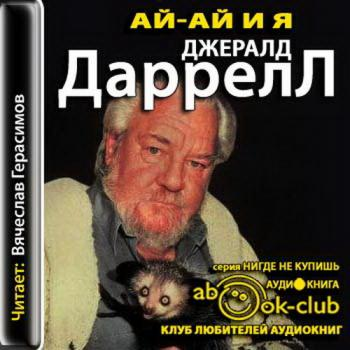 АЙ-АЙ И Я
ДЖЕРАЛД
ДаррелЛ
Читает: Вячеслав Герасимов
серия НИГДЕ НЕ КУПИШЬ
АУДИОКНИГА
abook-club
КЛУБ ЛЮБИТЕЛЕЙ АУДИОКНИГ